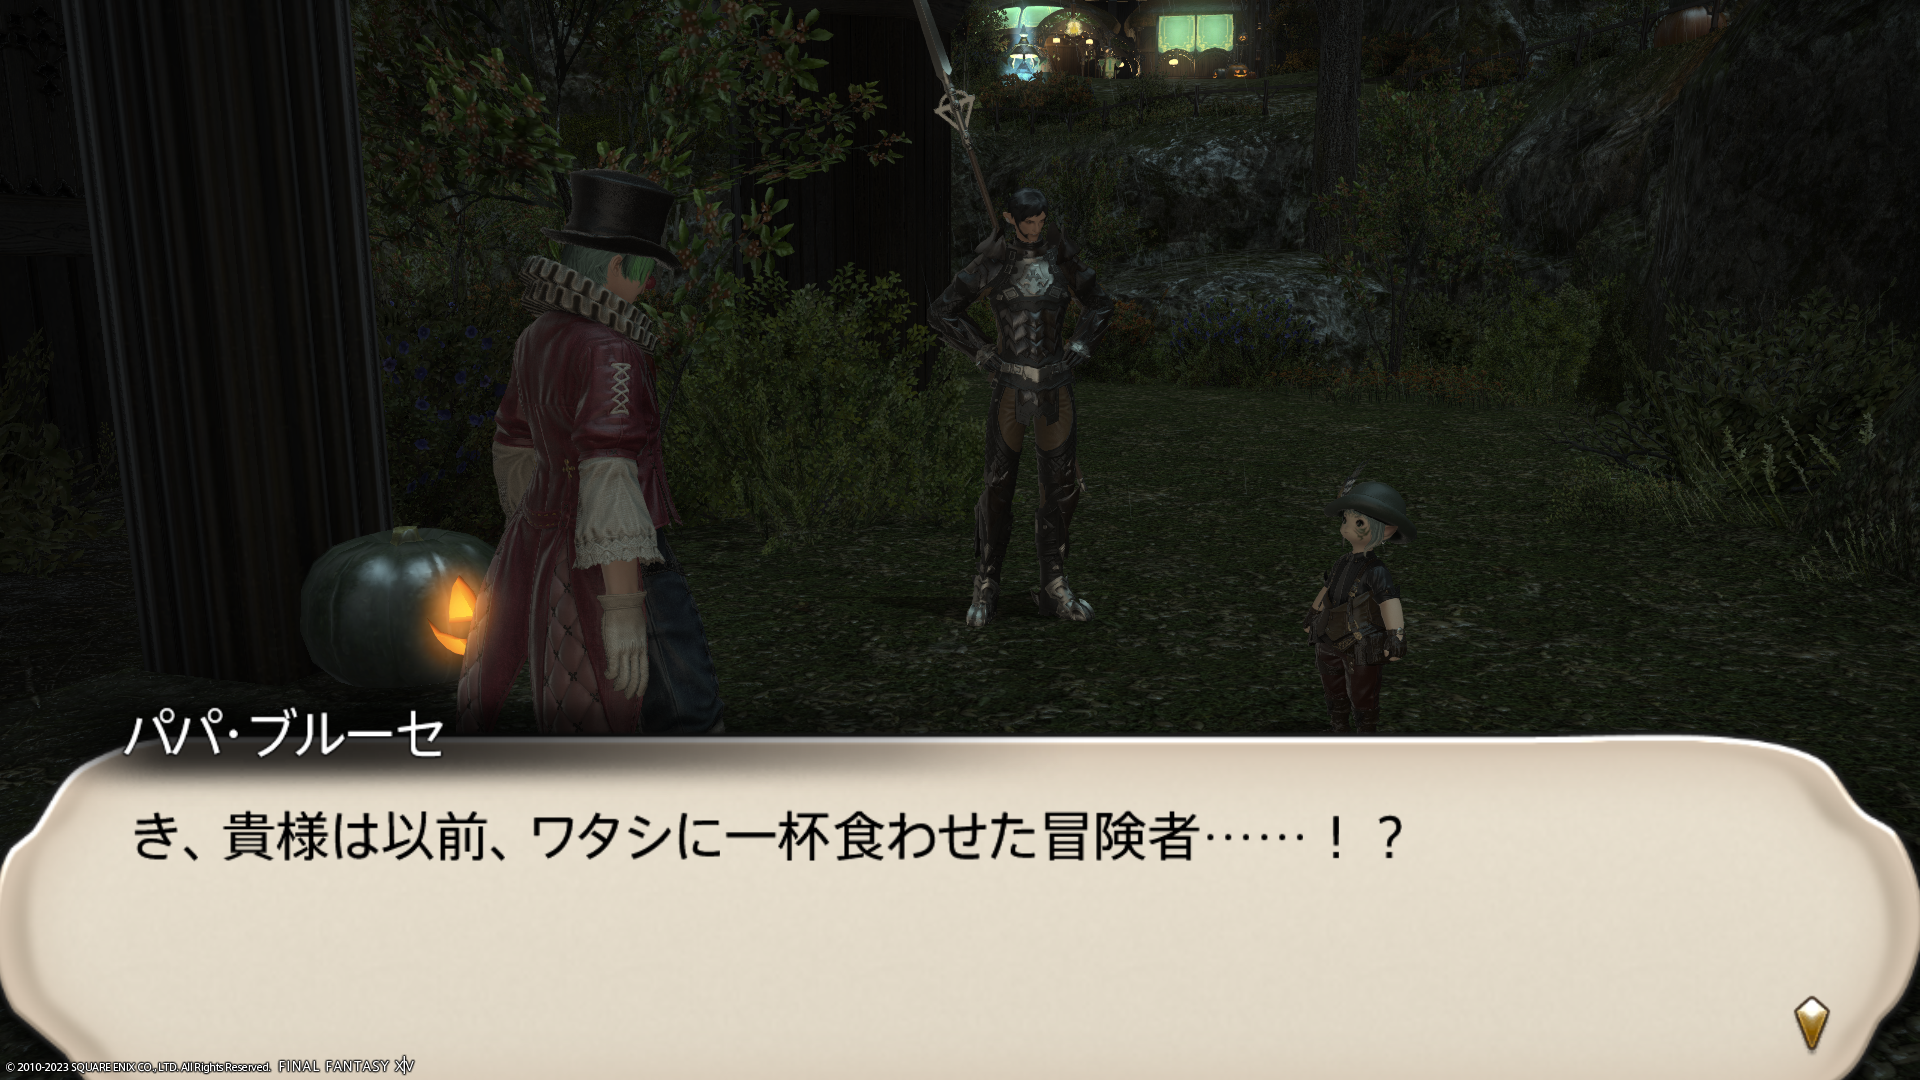 パパ・ブルーセ
き、貴様は以前、ワタシに一杯食わせた冒険者……！？
© 2010-2023 SQUARE ENIX CO., LTD. All Rights Reserved. FINAL FANTASY XIV